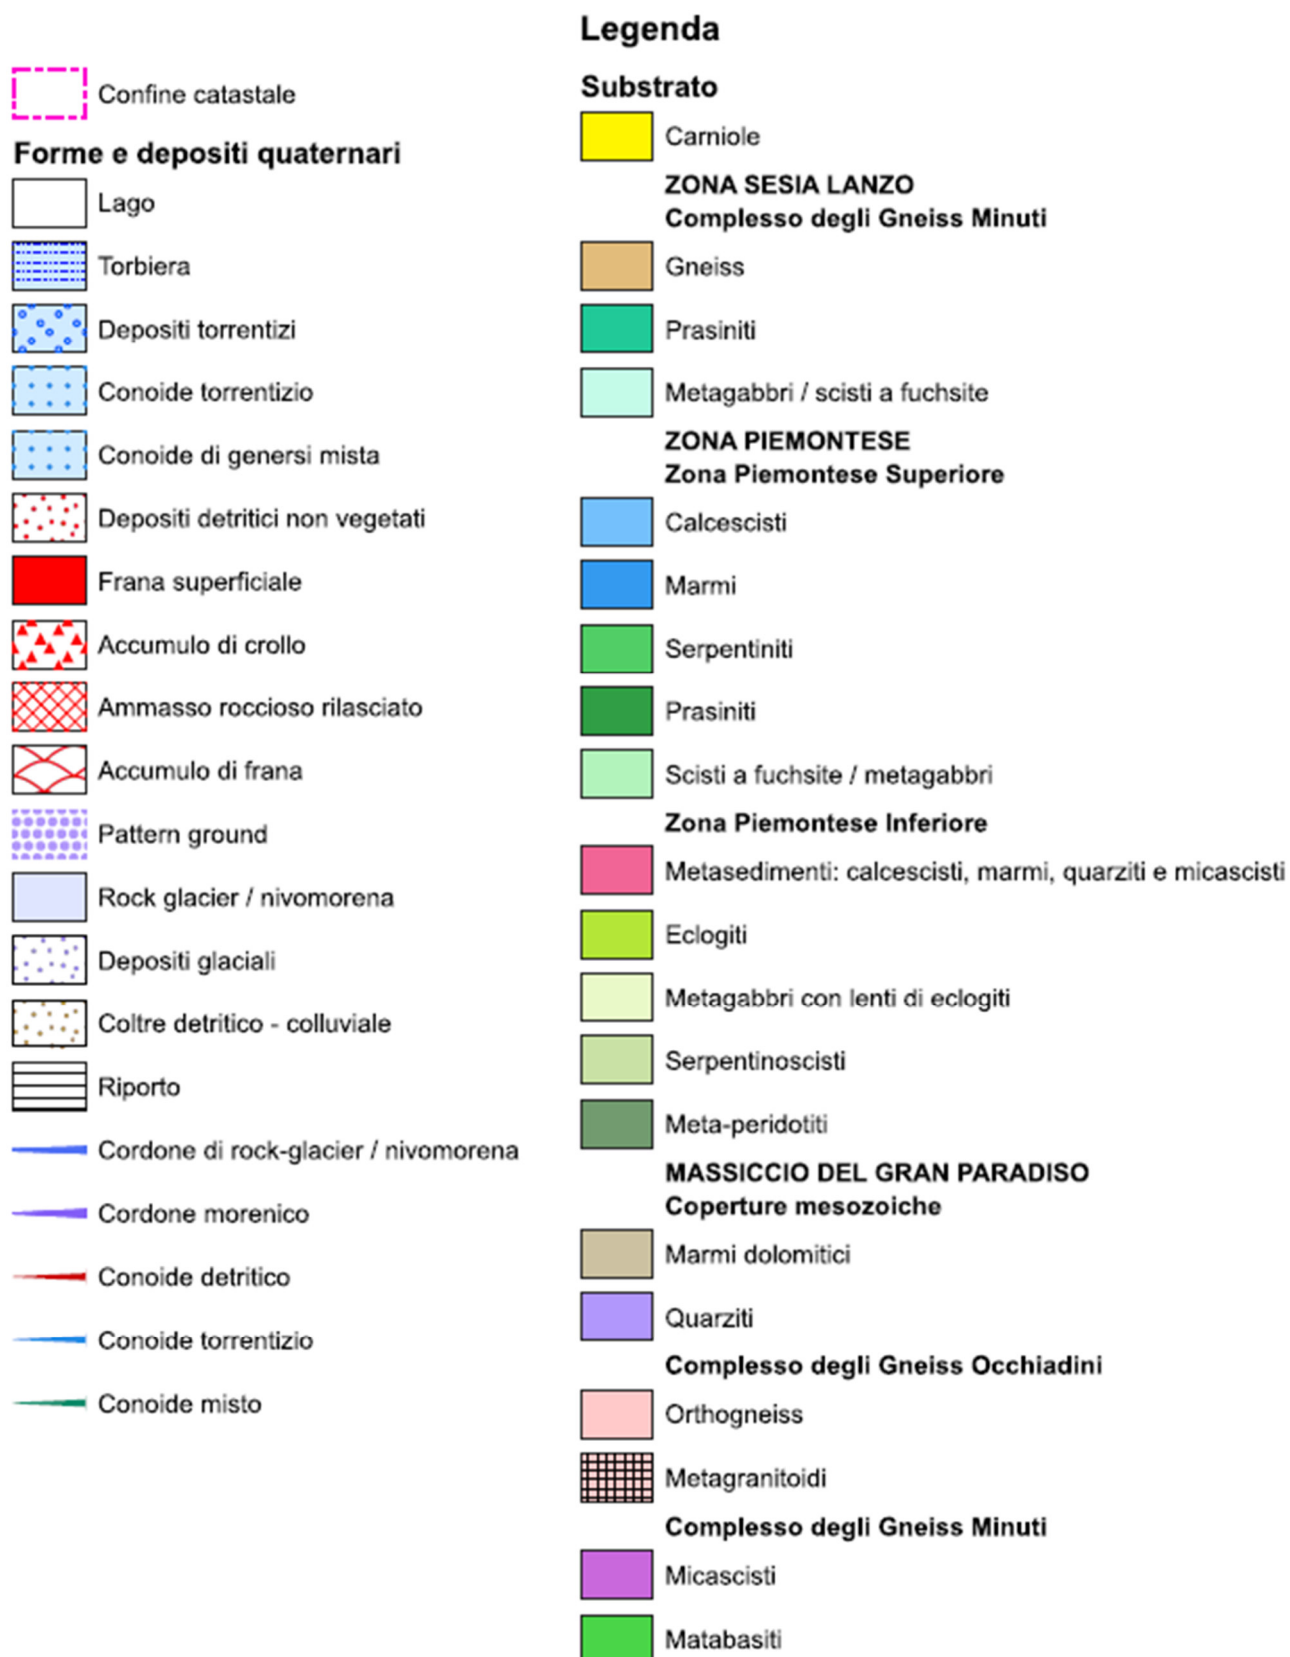 Legenda
Confine catastale
Forme e depositi quaternari
Lago
Torbiera
Depositi torrentizi
Conoide torrentizio
Conoide di genersi mista
Depositi detritici non vegetati
Frana superficiale
Accumulo di crollo
Ammasso roccioso rilasciato
Accumulo di frana
Pattern ground
Rock glacier / nivomorena
Depositi glaciali
Coltre detritico - colluviale
Riporto
Cordone di rock-glacier / nivomorena
Cordone morenico
Conoide detritico
Conoide torrentizio
Conoide misto
Substrato
Carniole
ZONA SESIA LANZO
Complesso degli Gneiss Minuti
Gneiss
Prasiniti
Metagabbri / scisti a fuchsite
ZONA PIEMONTESE
Zona Piemontese Superiore
Calcescisti
Marmi
Serpentiniti
Prasiniti
Scisti a fuchsite / metagabbri
Zona Piemontese Inferiore
Metasedimenti: calcescisti, marmi, quarziti e micascisti
Eclogiti
Metagabbri con lenti di eclogiti
Serpentinoscisti
Meta-peridotiti
MASSICCIO DEL GRAN PARADISO
Coperture mesozoiche
Marmi dolomitici
Quarziti
Complesso degli Gneiss Occhiadini
Orthogneiss
Metagranitoidi
Complesso degli Gneiss Minuti
Micascisti
Matabasiti